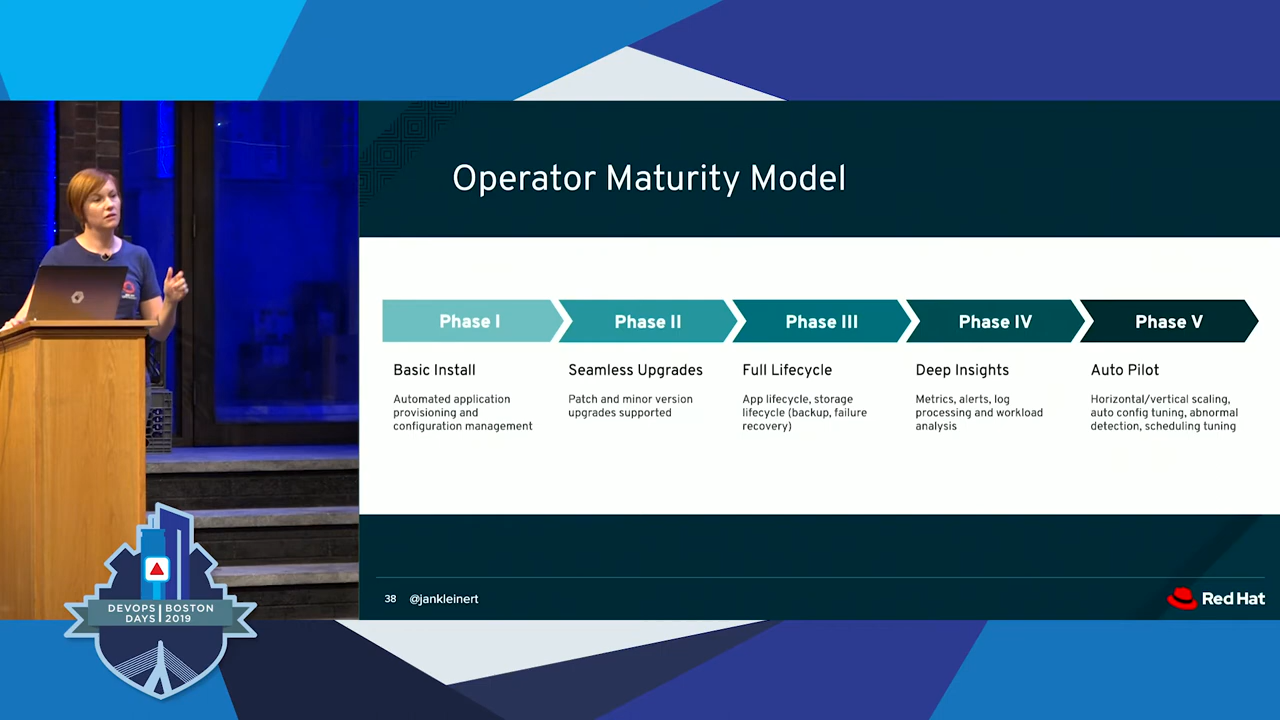 Operator Maturity Model
Phase I
Phase II
Phase III
Phase IV
Phase V
Basic Install
Automated application
provisioning and
configuration management
Seamless Upgrades
Patch and minor version
upgrades supported
Full Lifecycle
App lifecycle, storage
lifecycle (backup, failure
recovery)
Deep Insights
Metrics, alerts, log
processing and workload
analysis
Auto Pilot
Horizontal/vertical scaling,
auto config tuning, abnormal
detection, scheduling tuning
38 @jankleinert
Red Hat
DEVOPS BOSTON
DAYS 2019